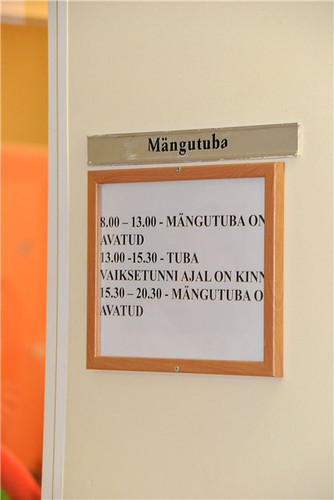 Mängutuba
8.00 – 13.00 - MÄNGUTUBA ON
AVATUD
13.00 -15.30 - TUBA
VAIKSETUNNI AJAL ON KINN
15.30 – 20.30 - MÄNGUTUBA O
AVATUD